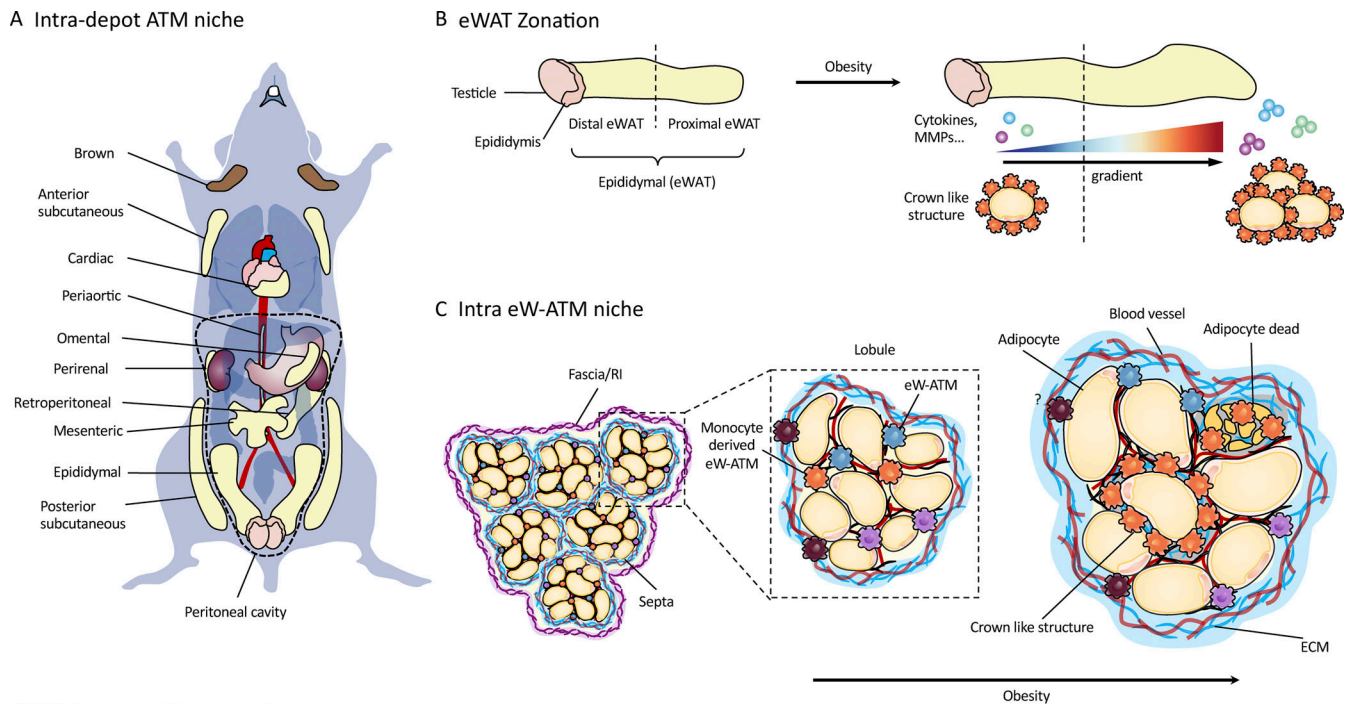 A Intra-depot ATM niche
Brown
Anterior
subcutaneous
Cardiac
Periaortic
Omental
Perirenal
Retroperitoneal
Mesenteric
Epididymal
Posterior
subcutaneous
Peritoneal cavity
B eWAT Zonation
Testicle
Epididymis
Distal eWAT
Proximal eWAT
Epididymal (eWAT)
Obesity
Cytokines,
MMPs...
gradient
Crown like
structure
C Intra eW-ATM niche
Fascia/RI
Septa
Lobule
eW-ATM
Monocyte
derived
eW-ATM
Blood vessel
Adipocyte
Adipocyte dead
?
Crown like structure
ECM
Obesity